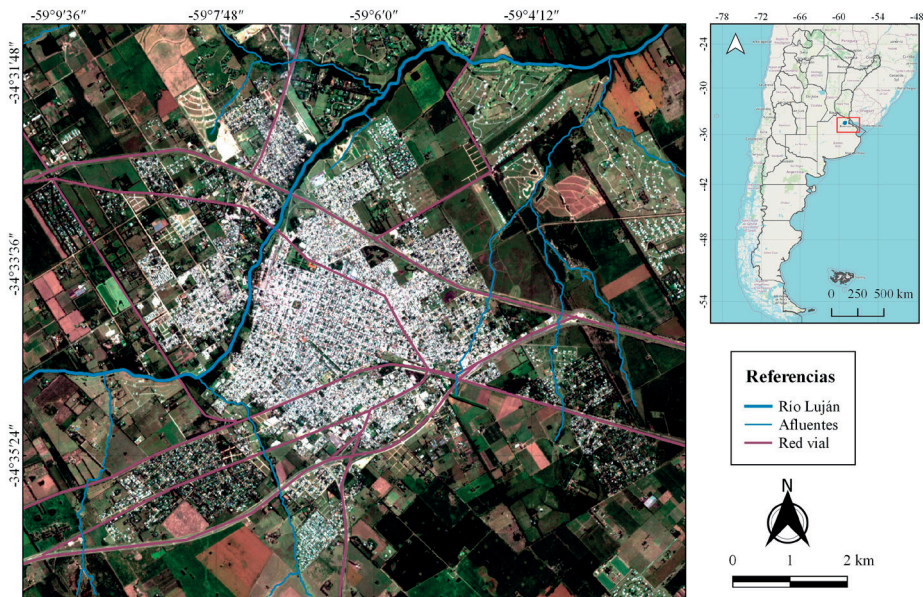 -59°9'36" -59°7'48" -59°6'0" -59°4'12"
-34°31'48"
-34°33'36"
-34°35'24"
-78 -72 -66 -60 -54 -48
-24
-30
-36
-42
-48
-54
0 250 500 km
Referencias
Río Luján
Afluentes
Red vial
N
0 1 2 km